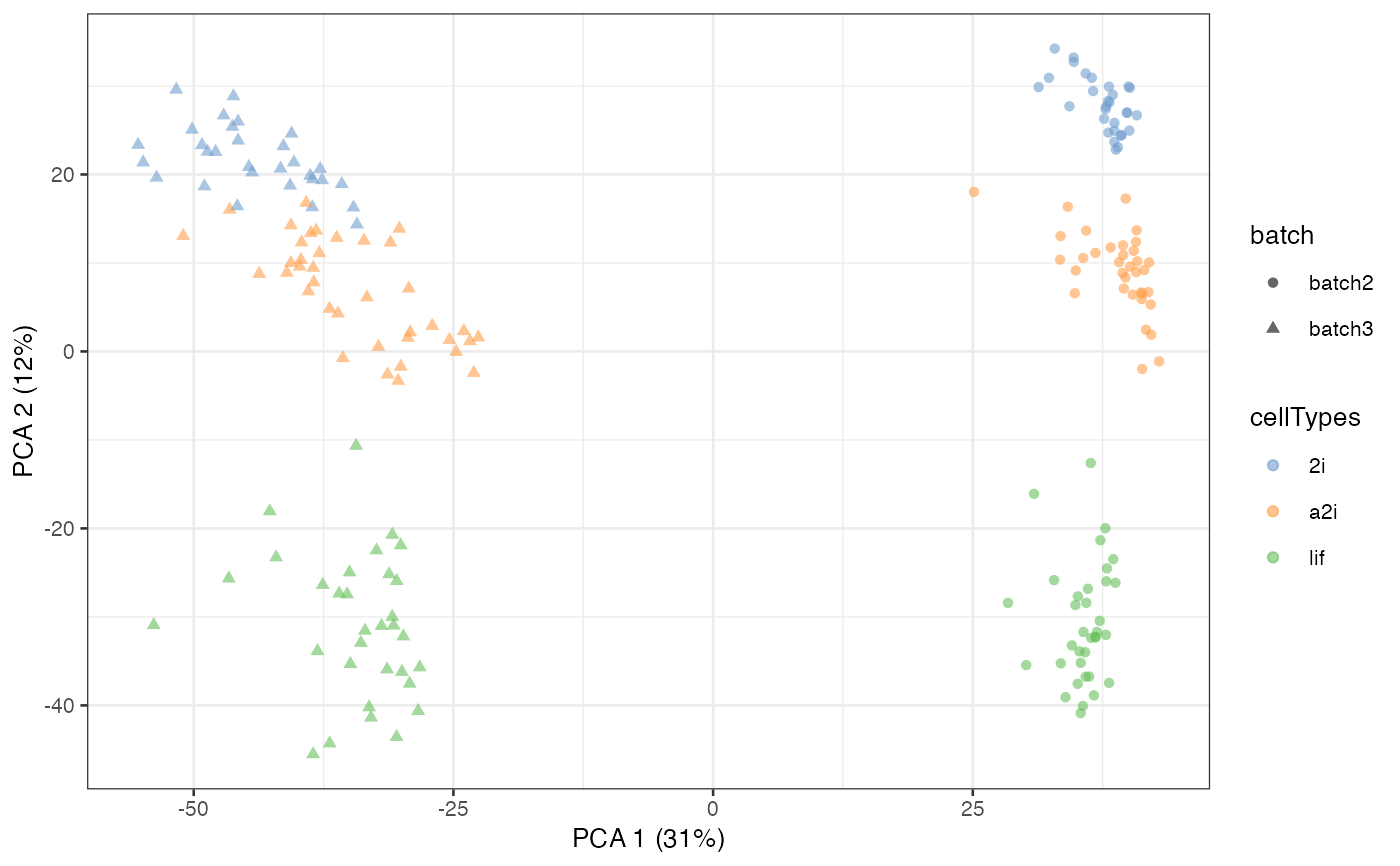 20
0
-20
-40
-50
-25
0
25
PCA 1 (31%)
PCA 2 (12%)
batch
batch2
batch3
cellTypes
2i
a2i
lif